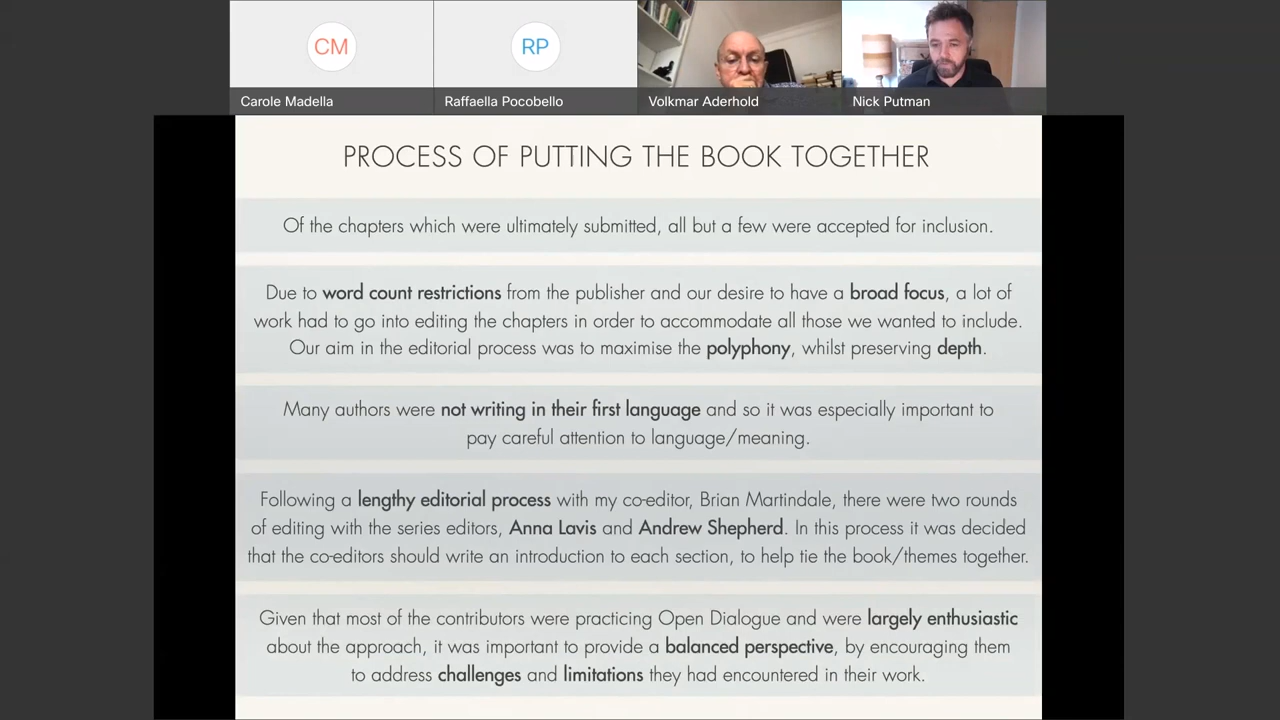 CM
RP
Carole Madella
Raffaella Pocobello
Volkmar Aderhold
Nick Putman
PROCESS OF PUTTING THE BOOK TOGETHER
Of the chapters which were ultimately submitted, all but a few were accepted for inclusion.
Due to word count restrictions from the publisher and our desire to have a broad focus, a lot of
work had to go into editing the chapters in order to accommodate all those we wanted to include.
Our aim in the editorial process was to maximise the polyphony, whilst preserving depth.
Many authors were not writing in their first language and so it was especially important to
pay careful attention to language/meaning.
Following a lengthy editorial process with my co-editor, Brian Martindale, there were two rounds
of editing with the series editors, Anna Lavis and Andrew Shepherd. In this process it was decided
that the co-editors should write an introduction to each section, to help tie the book/themes together.
Given that most of the contributors were practicing Open Dialogue and were largely enthusiastic
about the approach, it was important to provide a balanced perspective, by encouraging them
to address challenges and limitations they had encountered in their work.